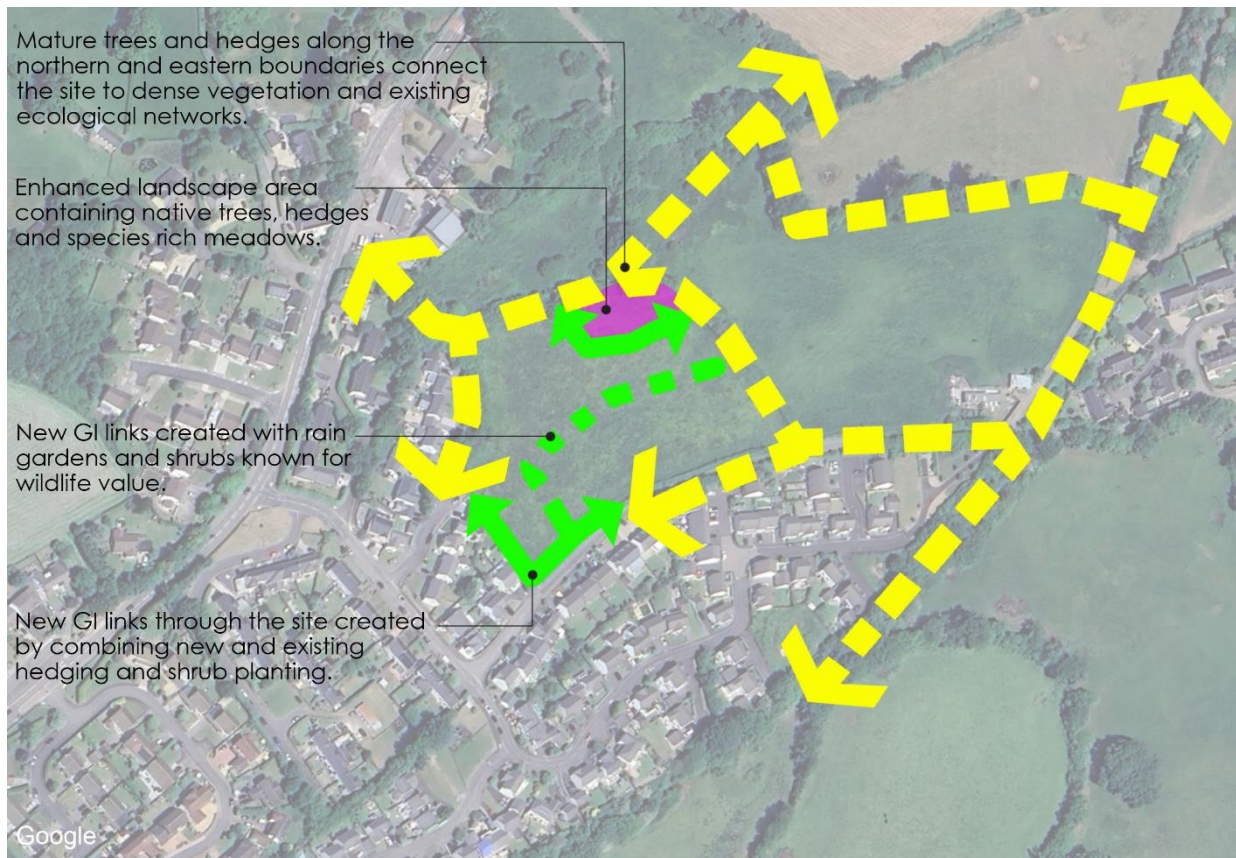 Mature trees and hedges along the
northern and eastern boundaries connect
the site to dense vegetation and existing
ecological networks.
Enhanced landscape area
containing native trees, hedges
and species rich meadows.
New GI links created with rain
gardens and shrubs known for
wildlife value.
New GI links through the site created
by combining new and existing
hedging and shrub planting.
Google